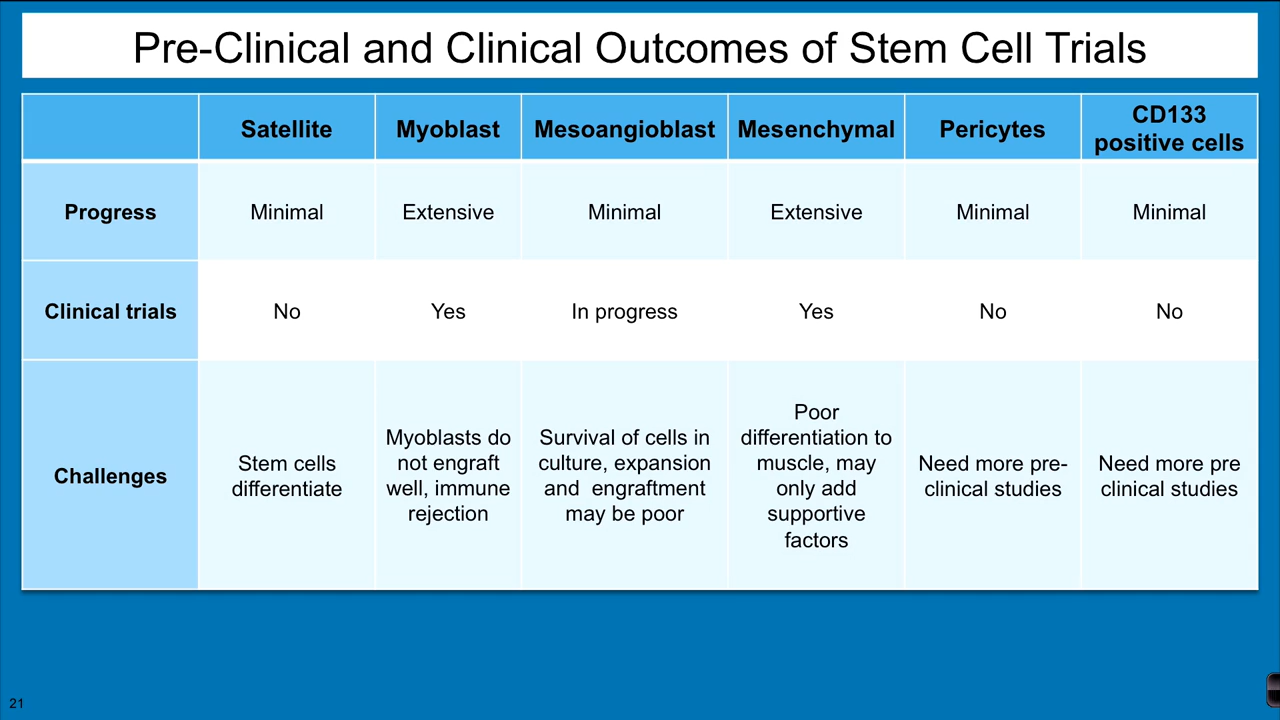 Pre-Clinical and Clinical Outcomes of Stem Cell Trials
Satellite
Myoblast
Mesoangioblast
Mesenchymal
Pericytes
CD133
positive cells
Progress
Minimal
Extensive
Minimal
Extensive
Minimal
Minimal
Clinical trials
No
Yes
In progress
Yes
No
No
Challenges
Stem cells
differentiate
Myoblasts do
not engraft
well, immune
rejection
Survival of cells in
culture, expansion
and engraftment
may be poor
Poor
differentiation to
muscle, may
only add
supportive
factors
Need more pre-
clinical studies
Need more pre
clinical studies
21